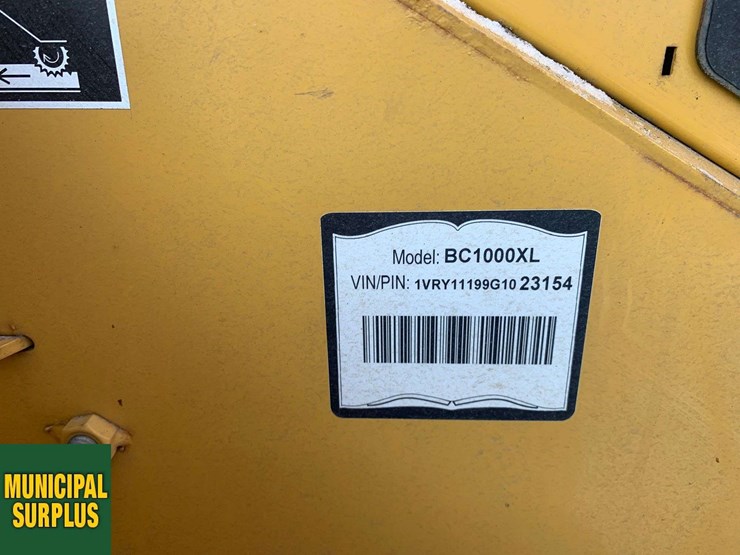 Model: BC1000XL
VIN/PIN: 1VRY11199G10 23154
MUNICIPAL
SURPLUS